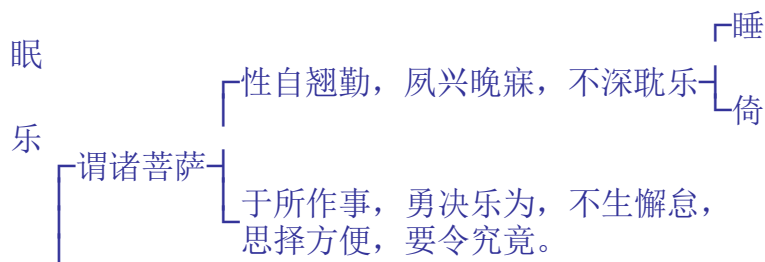 睡
眠
性自翘勤，夙兴晚寐，不深耽乐
倚
乐
谓诸菩萨
于所作事，勇决乐为，不生懈怠，
思择方便，要令究竟。